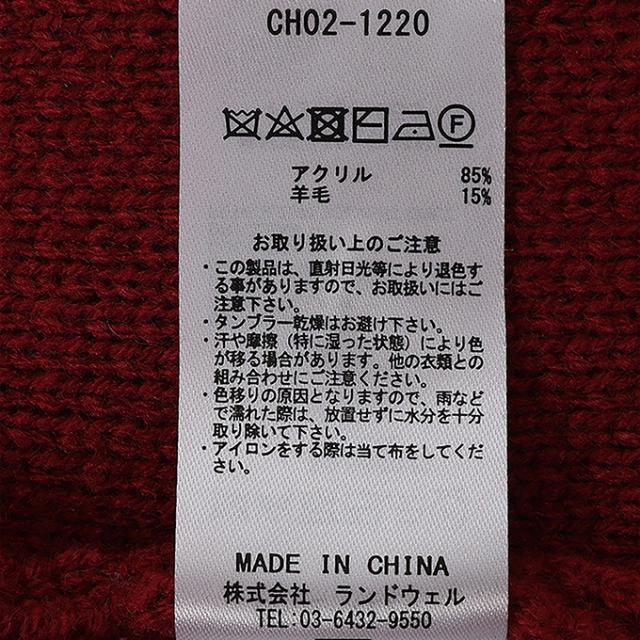 CH02-1220
F
アクリル 85%
羊毛 15%
お取り扱い上のご注意
・この製品は、直射日光等により退色す
る事がありますので、お取扱いにはご
注意下さい。
・タンブラー乾燥はお避け下さい。
・汗や摩擦（特に湿った状態）により色
が移る場合があります。他の衣類との
組み合わせにご注意ください。
・色移りの原因となりますので、雨など
で濡れた際は、放置せずに水分を十分
取り除いて下さい。
・アイロンをする際は当て布をしてくだ
さい。
MADE IN CHINA
株式会社 ランドウェル
TEL:03-6432-9550